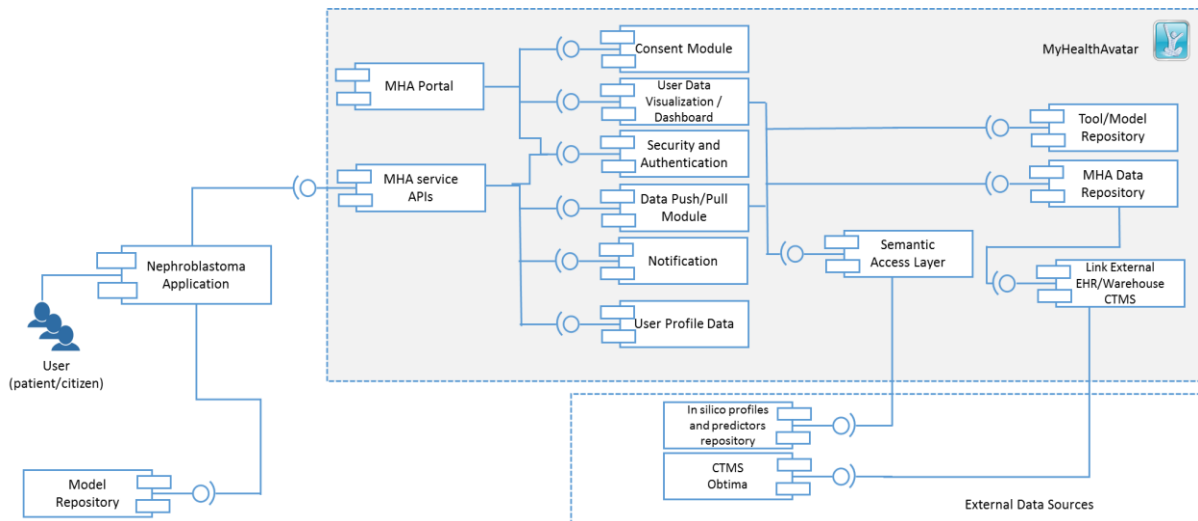 MyHealthAvatar
Consent Module
MHA Portal
User Data
Visualization /
Dashboard
Tool/Model
Repository
Security and
Authentication
MHA service
APIs
MHA Data
Repository
Data Push/Pull
Module
Nephroblastoma
Application
Notification
Semantic
Access Layer
Link External
EHR/Warehouse
CTMS
User Profile Data
User
(patient/citizen)
In silico profiles
and predictors
repository
Model
Repository
CTMS
Obtima
External Data Sources